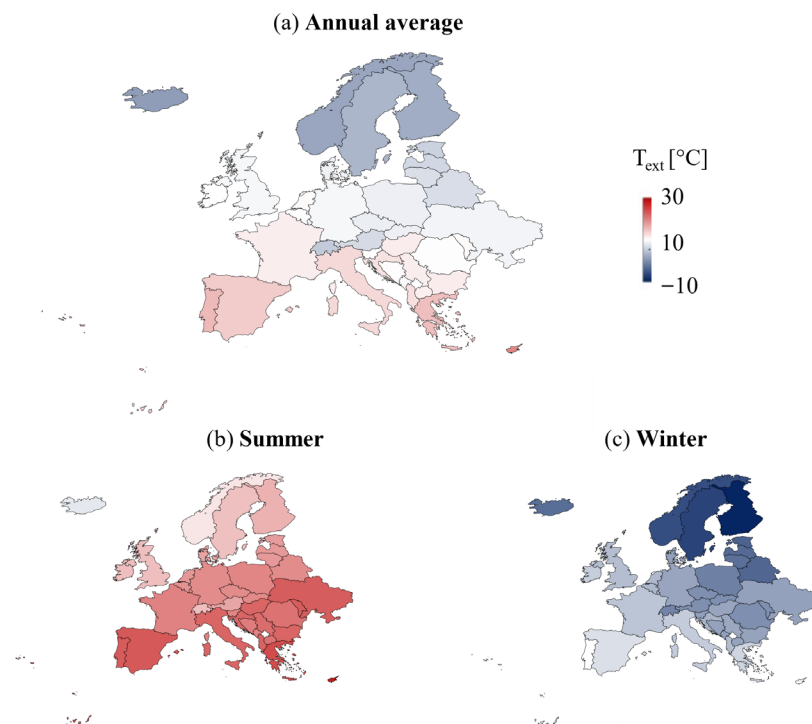 (a) Annual average
T_ext [°C]
30
10
−10
(b) Summer
(c) Winter